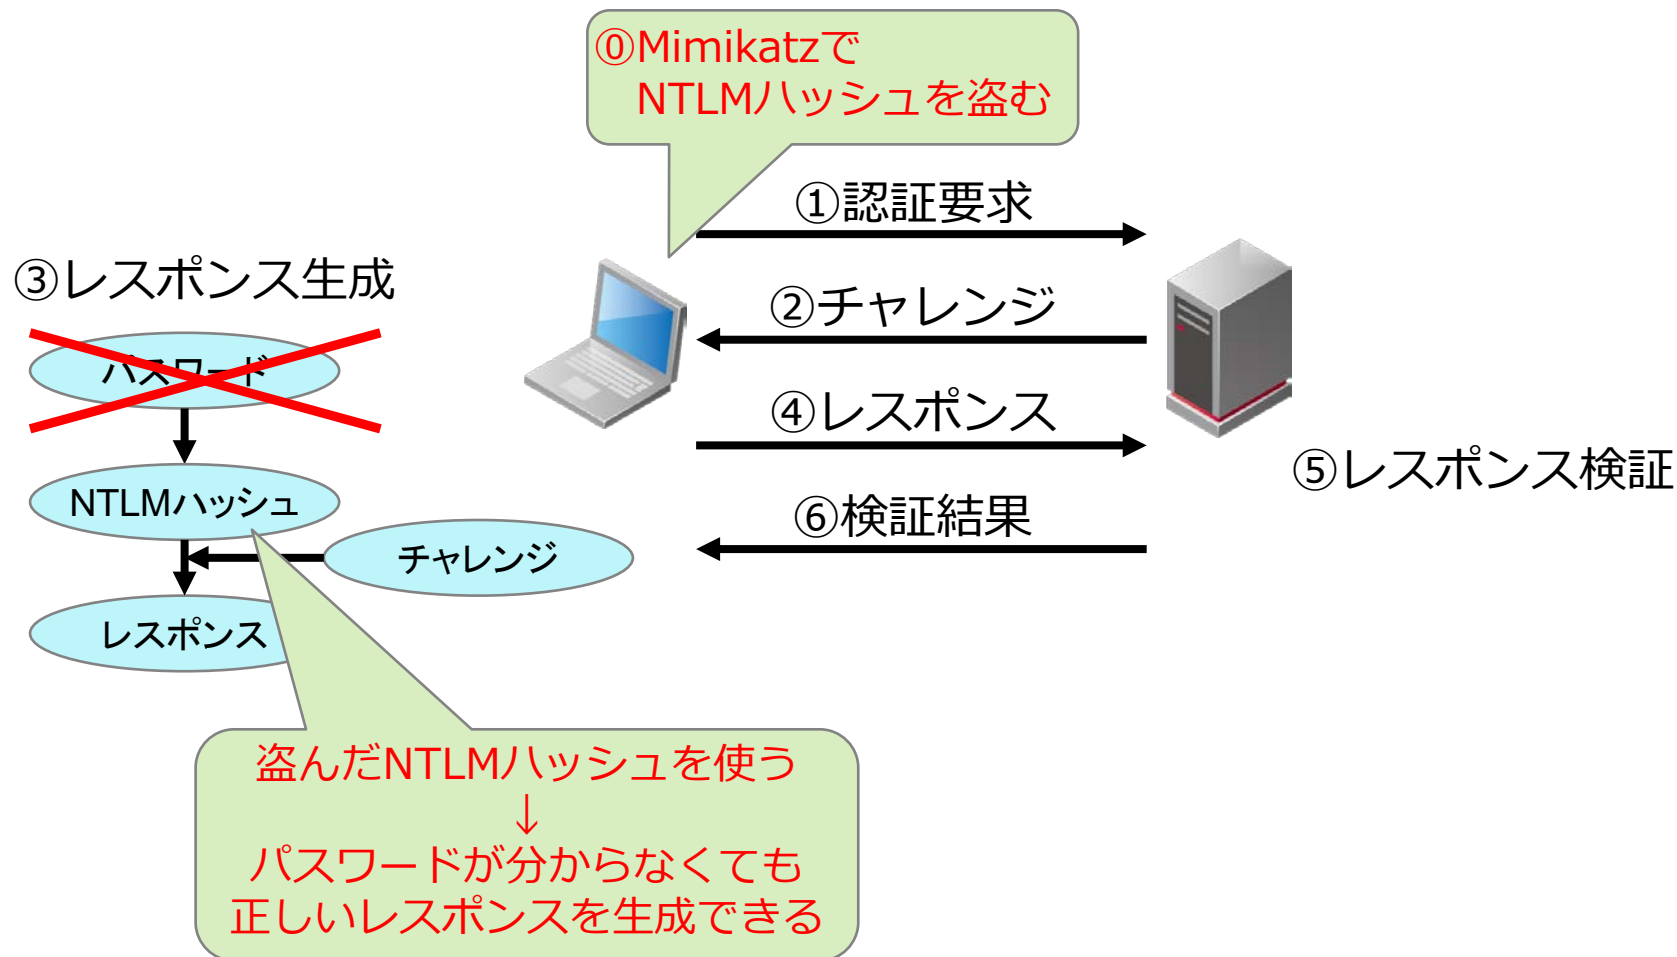 ⓪Mimikatzで
NTLMハッシュを盗む
①認証要求
③レスポンス生成
②チャレンジ
パスワード
④レスポンス
⑤レスポンス検証
NTLMハッシュ
⑥検証結果
チャレンジ
レスポンス
盗んだNTLMハッシュを使う
↓
パスワードが分からなくても
正しいレスポンスを生成できる